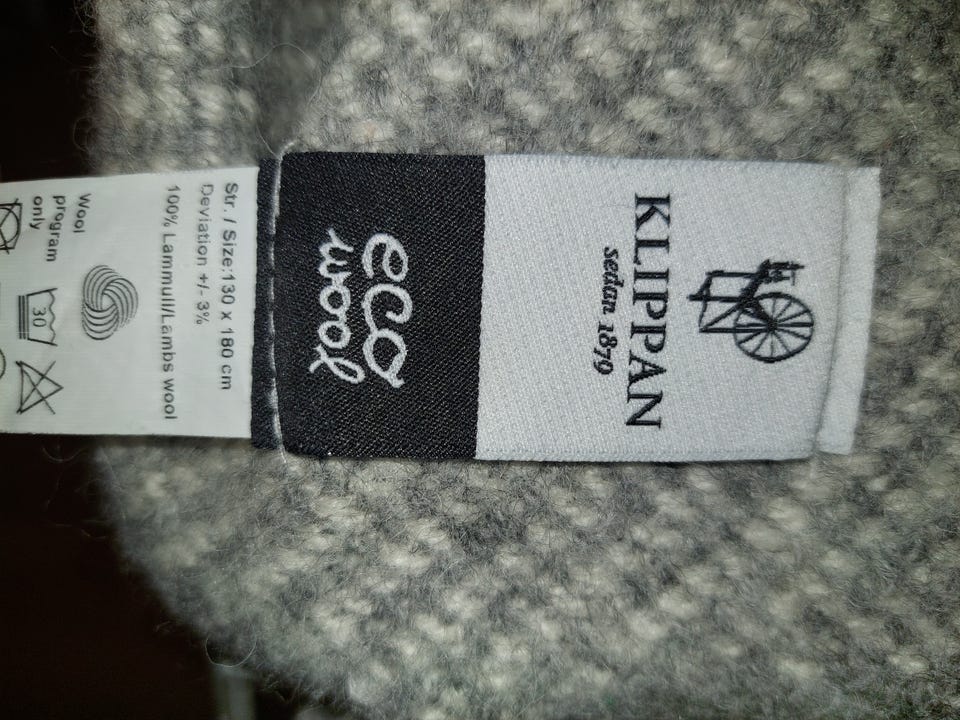 KLIPPAN
sedan 1879
eco
wool
Str. / Size:130 x 180 cm
Deviation +/- 3%
100% Lammull/Lambs wool
Wool
program
only
30